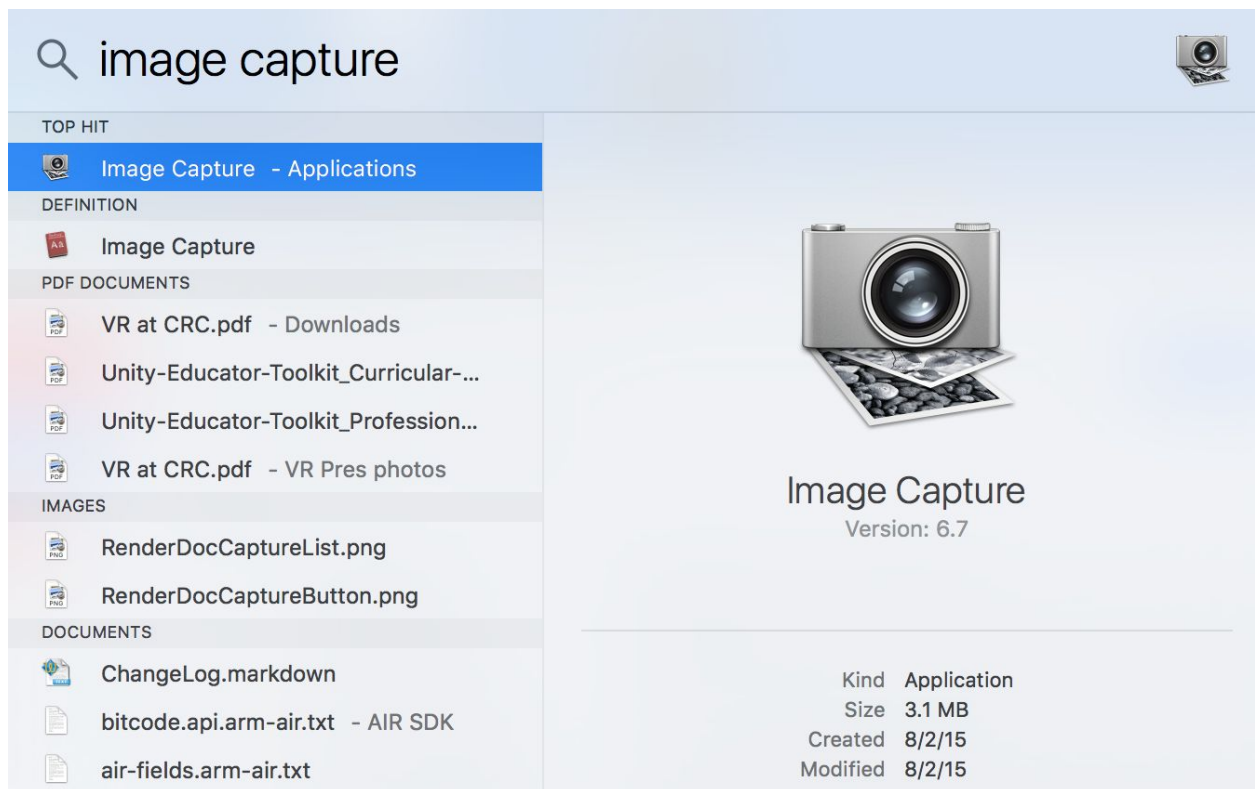 image capture
TOP HIT
Image Capture - Applications
DEFINITION
Image Capture
PDF DOCUMENTS
VR at CRC.pdf - Downloads
Unity-Educator-Toolkit_Curricular-...
Unity-Educator-Toolkit_Profession...
VR at CRC.pdf - VR Pres photos
IMAGES
RenderDocCaptureList.png
RenderDocCaptureButton.png
DOCUMENTS
ChangeLog.markdown
bitcode.api.arm-air.txt - AIR SDK
air-fields.arm-air.txt
Image Capture
Version: 6.7
Kind Application
Size 3.1 MB
Created 8/2/15
Modified 8/2/15